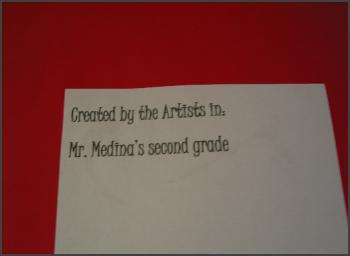 Created by the Artists in:
Mr. Medina's second grade